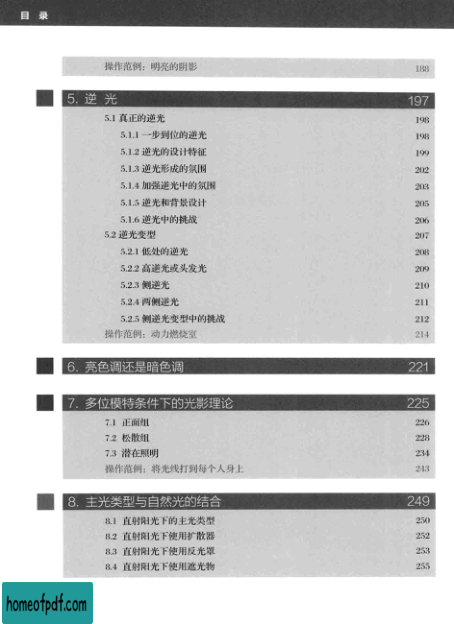 目 录
操作范例：明亮的阴影 188
5. 逆 光 197
5.1 真正的逆光 198
5.1.1 一步到位的逆光 198
5.1.2 逆光的设计特征 199
5.1.3 逆光形成的氛围 202
5.1.4 加强逆光中的氛围 203
5.1.5 逆光和背景设计 205
5.1.6 逆光中的挑战 206
5.2 逆光变型 207
5.2.1 低处的逆光 208
5.2.2 高逆光或头发光 209
5.2.3 侧逆光 210
5.2.4 两侧逆光 211
5.2.5 侧逆光变型中的挑战 212
操作范例：动力燃烧室 214
6. 亮色调还是暗色调 221
7. 多位模特条件下的光影理论 225
7.1 正面组 226
7.2 松散组 228
7.3 潜在照明 234
操作范例：将光线打到每个人身上 243
8. 主光类型与自然光的结合 249
8.1 直射阳光下的主光类型 250
8.2 直射阳光下使用扩散器 252
8.3 直射阳光下使用反光罩 253
8.4 直射阳光下使用遮光物 255
homeofpdf.com